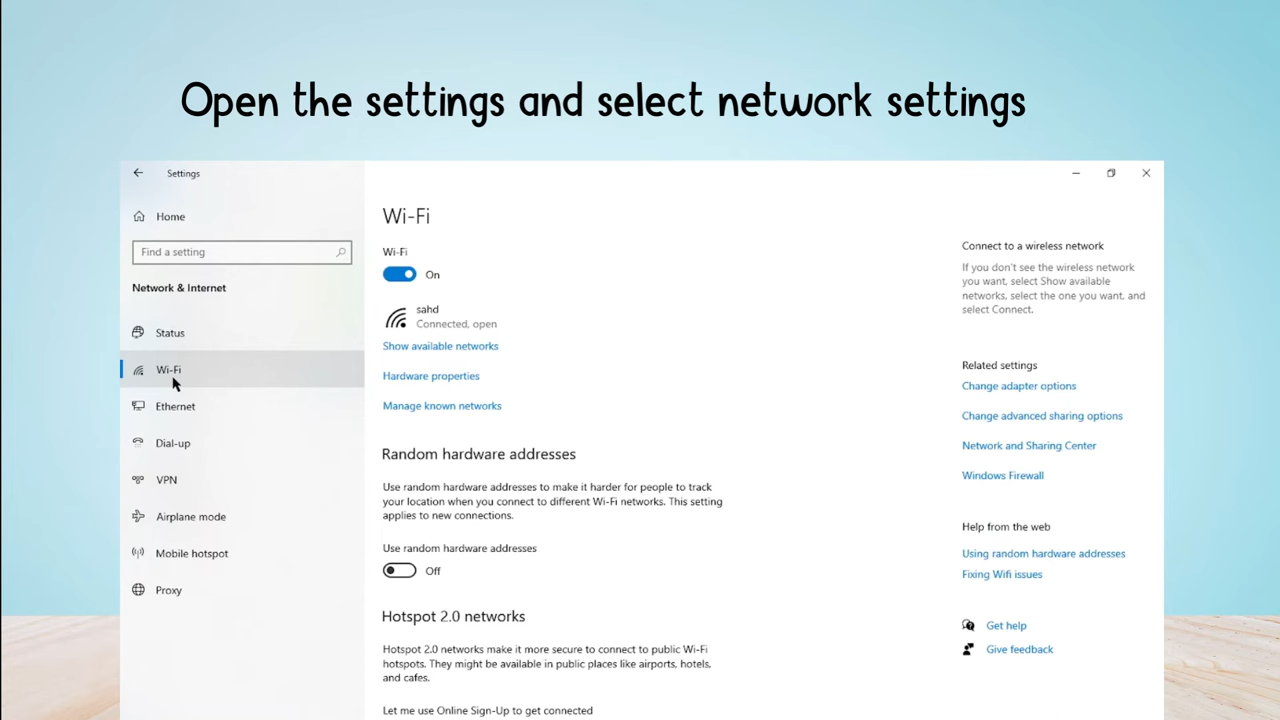 Open the settings and select network settings
Settings
Home
Find a setting
Network & Internet
Status
Wi-Fi
Ethernet
Dial-up
VPN
Airplane mode
Mobile hotspot
Proxy
Wi-Fi
Wi-Fi
On
sahd
Connected, open
Show available networks
Hardware properties
Manage known networks
Random hardware addresses
Use random hardware addresses to make it harder for people to track
your location when you connect to different Wi-Fi networks. This setting
applies to new connections.
Use random hardware addresses
Off
Hotspot 2.0 networks
Hotspot 2.0 networks make it more secure to connect to public Wi-Fi
hotspots. They might be available in public places like airports, hotels,
and cafes.
Let me use Online Sign-Up to get connected
Connect to a wireless network
If you don't see the wireless network
you want, select Show available
networks, select the one you want, and
select Connect.
Related settings
Change adapter options
Change advanced sharing options
Network and Sharing Center
Windows Firewall
Help from the web
Using random hardware addresses
Fixing Wifi issues
Get help
Give feedback